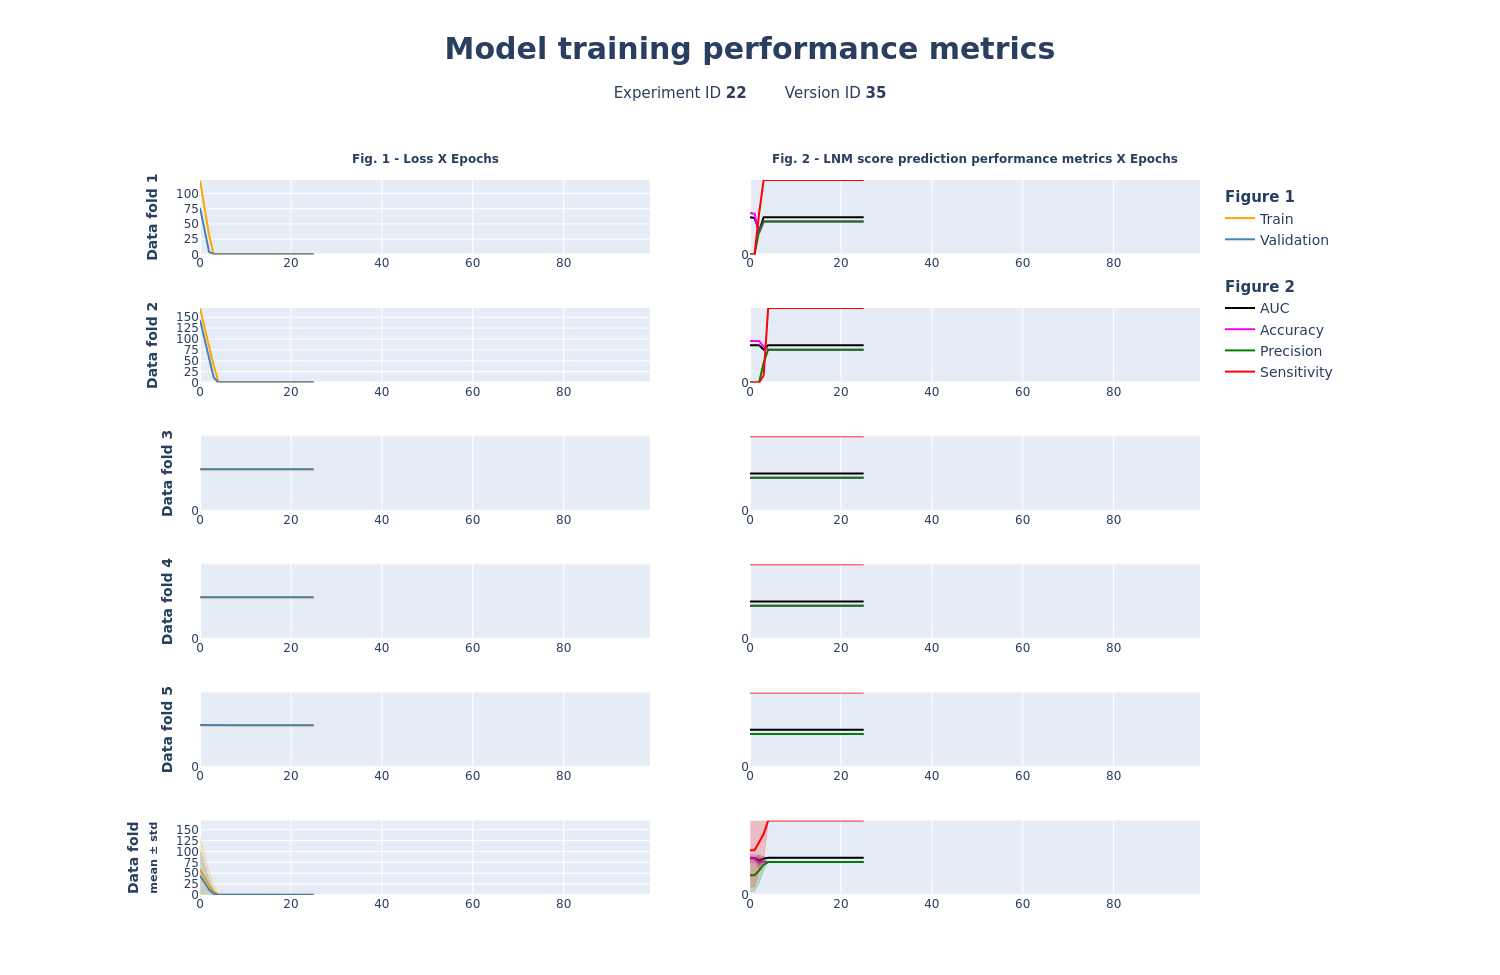 Model training performance metrics
Experiment ID 22 Version ID 35
Fig. 1 - Loss X Epochs
Fig. 2 - LNM score prediction performance metrics X Epochs
Data fold 1
100
75
50
25
0
0 20 40 60 80
0
0 20 40 60 80
Figure 1
Train
Validation
Figure 2
AUC
Accuracy
Precision
Sensitivity
Data fold 2
150
125
100
75
50
25
0
0 20 40 60 80
0
0 20 40 60 80
Data fold 3
0
0 20 40 60 80
0
0 20 40 60 80
Data fold 4
0
0 20 40 60 80
0
0 20 40 60 80
Data fold 5
0
0 20 40 60 80
0
0 20 40 60 80
Data fold
mean ± std
150
125
100
75
50
25
0
0 20 40 60 80
0
0 20 40 60 80